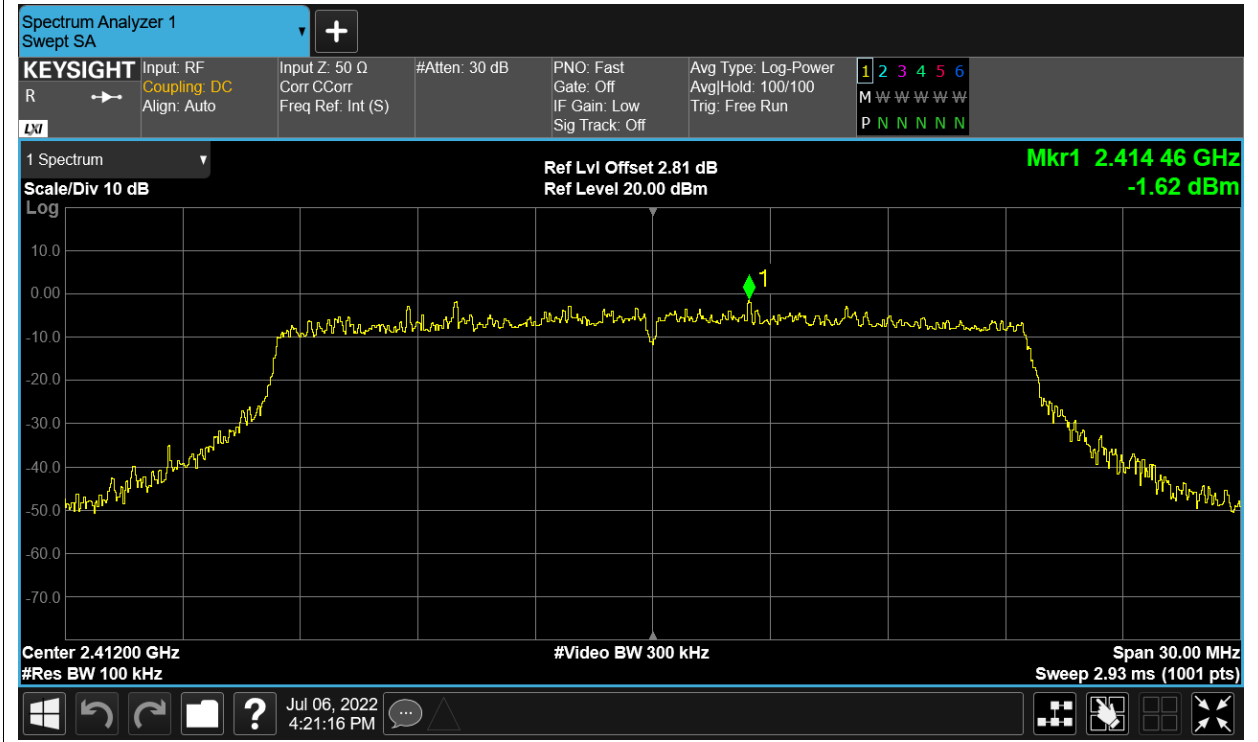 Spectrum Analyzer 1
Swept SA
KEYSIGHT
R
LXI
Input: RF
Coupling: DC
Align: Auto
Input Z: 50 Ω
Corr CCorr
Freq Ref: Int (S)
#Atten: 30 dB
PNO: Fast
Gate: Off
IF Gain: Low
Sig Track: Off
Avg Type: Log-Power
Avg|Hold: 100/100
Trig: Free Run
1 2 3 4 5 6
M W W W W W
P N N N N N
1 Spectrum
Scale/Div 10 dB
Log
Ref Lvl Offset 2.81 dB
Ref Level 20.00 dBm
Mkr1 2.414 46 GHz
-1.62 dBm
10.0
0.00
-10.0
-20.0
-30.0
-40.0
-50.0
-60.0
-70.0
1
Center 2.41200 GHz
#Res BW 100 kHz
#Video BW 300 kHz
Span 30.00 MHz
Sweep 2.93 ms (1001 pts)
?
Jul 06, 2022
4:21:16 PM